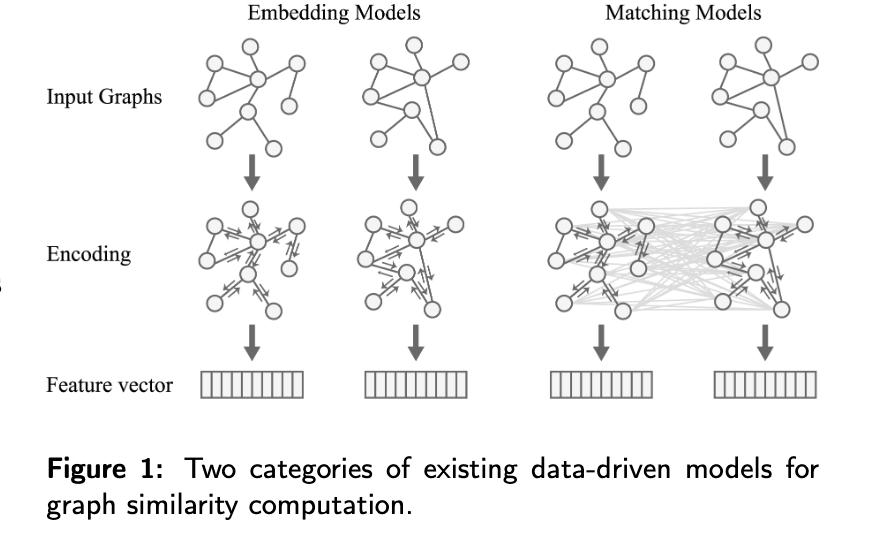 Embedding Models
Matching Models
Input Graphs
Encoding
Feature vector
Figure 1: Two categories of existing data-driven models for
graph similarity computation.